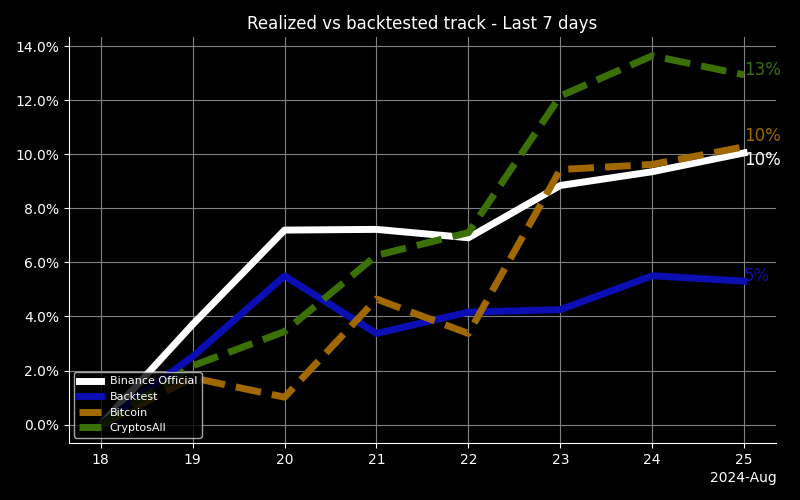 Realized vs backtested track - Last 7 days
14.0%
12.0%
10.0%
8.0%
6.0%
4.0%
2.0%
0.0%
13%
10%
10%
5%
Binance Official
Backtest
Bitcoin
CryptosAll
18 19 20 21 22 23 24 25
2024-Aug